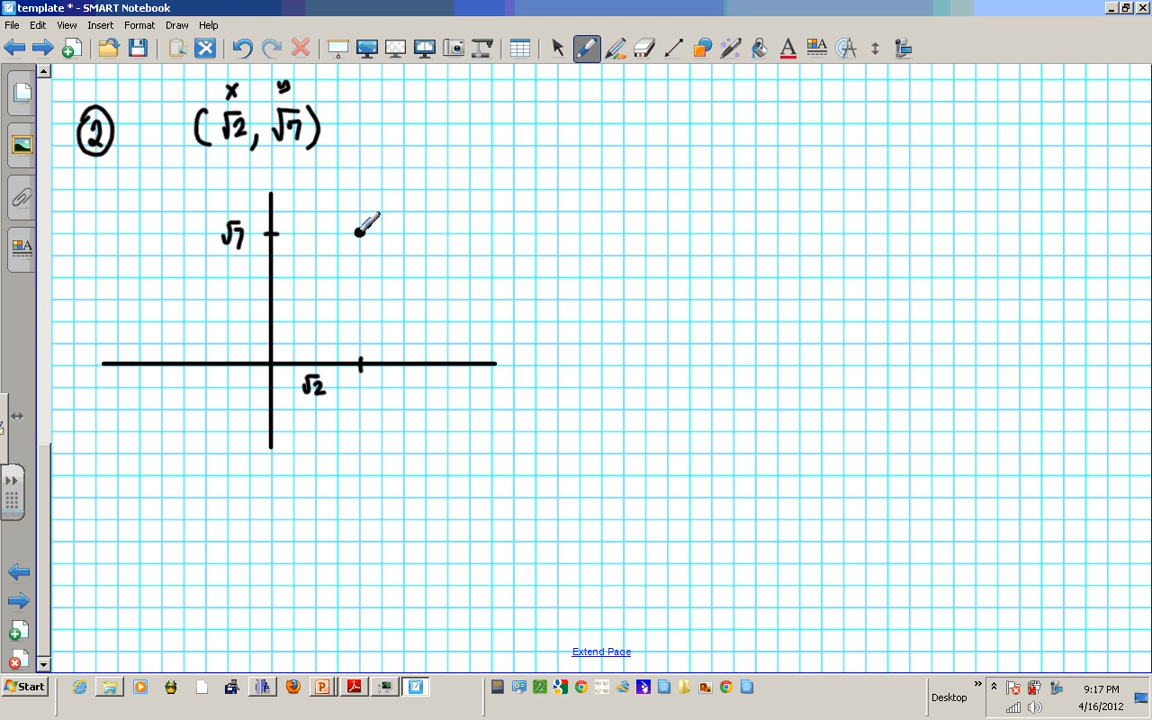 template * - SMART Notebook
File Edit View Insert Format Draw Help
x y
② (√2, √7)
√7
√2
Extend Page
Start
Desktop
9:17 PM
4/16/2012